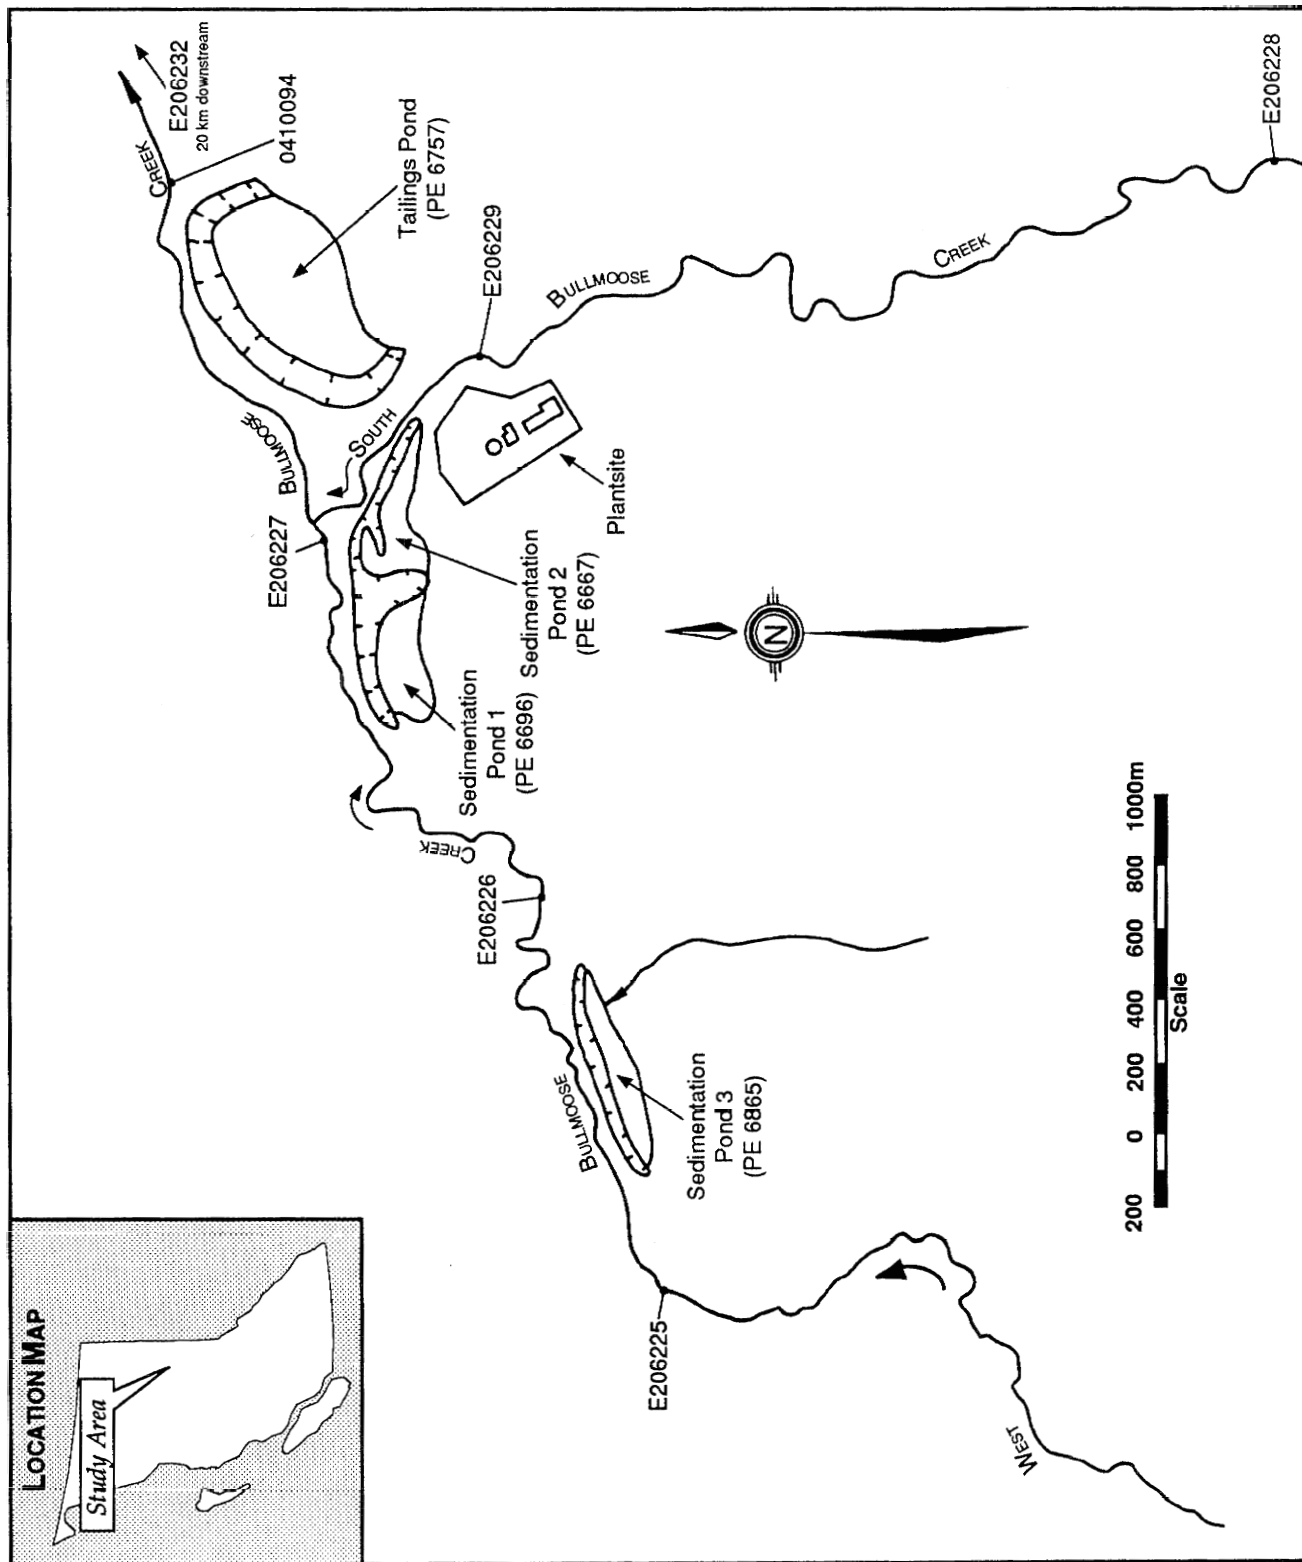 LOCATION MAP
Study Area
CREEK
E206232
20 km downstream
0410094
Tailings Pond
(PE 6757)
E206229
BULLMOOSE
CREEK
E206228
BULLMOOSE
SOUTH
E206227
Plantsite
Sedimentation
Pond 2
(PE 6667)
Sedimentation
Pond 1
(PE 6696)
N
CREEK
E206226
BULLMOOSE
Sedimentation
Pond 3
(PE 6865)
E206225
WEST
200 0 200 400 600 800 1000m
Scale